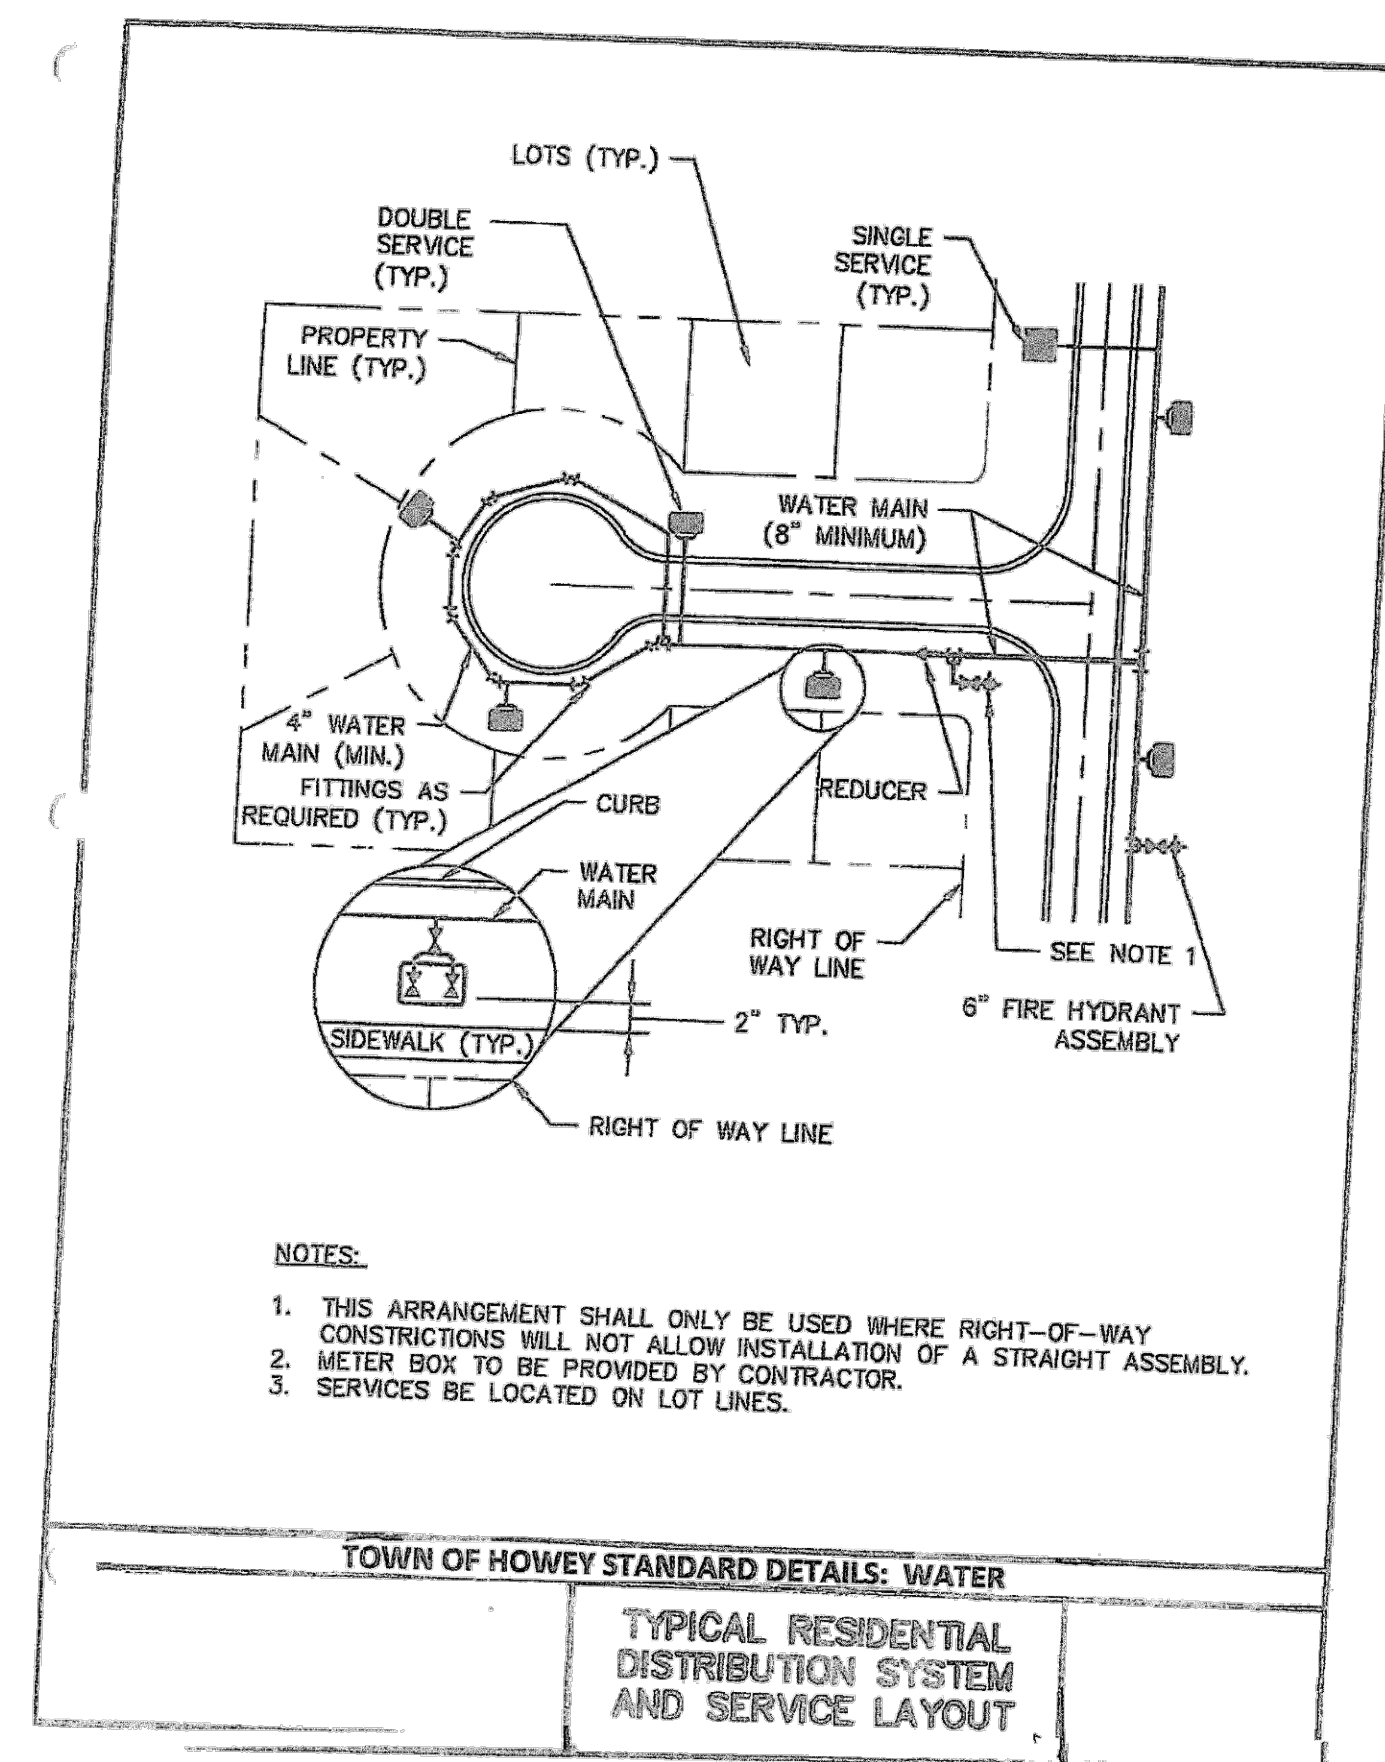 LOTS (TYP.)
DOUBLE
SERVICE
(TYP.)
SINGLE
SERVICE
(TYP.)
PROPERTY
LINE (TYP.)
WATER MAIN
(8" MINIMUM)
4" WATER
MAIN (MIN.)
FITTINGS AS
REQUIRED (TYP.)
CURB
REDUCER
WATER
MAIN
RIGHT OF
WAY LINE
SEE NOTE 1
6" FIRE HYDRANT
ASSEMBLY
2" TYP.
SIDEWALK (TYP.)
RIGHT OF WAY LINE
NOTES:
1. THIS ARRANGEMENT SHALL ONLY BE USED WHERE RIGHT-OF-WAY
CONSTRICTIONS WILL NOT ALLOW INSTALLATION OF A STRAIGHT ASSEMBLY.
2. METER BOX TO BE PROVIDED BY CONTRACTOR.
3. SERVICES BE LOCATED ON LOT LINES.
TOWN OF HOWEY STANDARD DETAILS: WATER
TYPICAL RESIDENTIAL
DISTRIBUTION SYSTEM
AND SERVICE LAYOUT